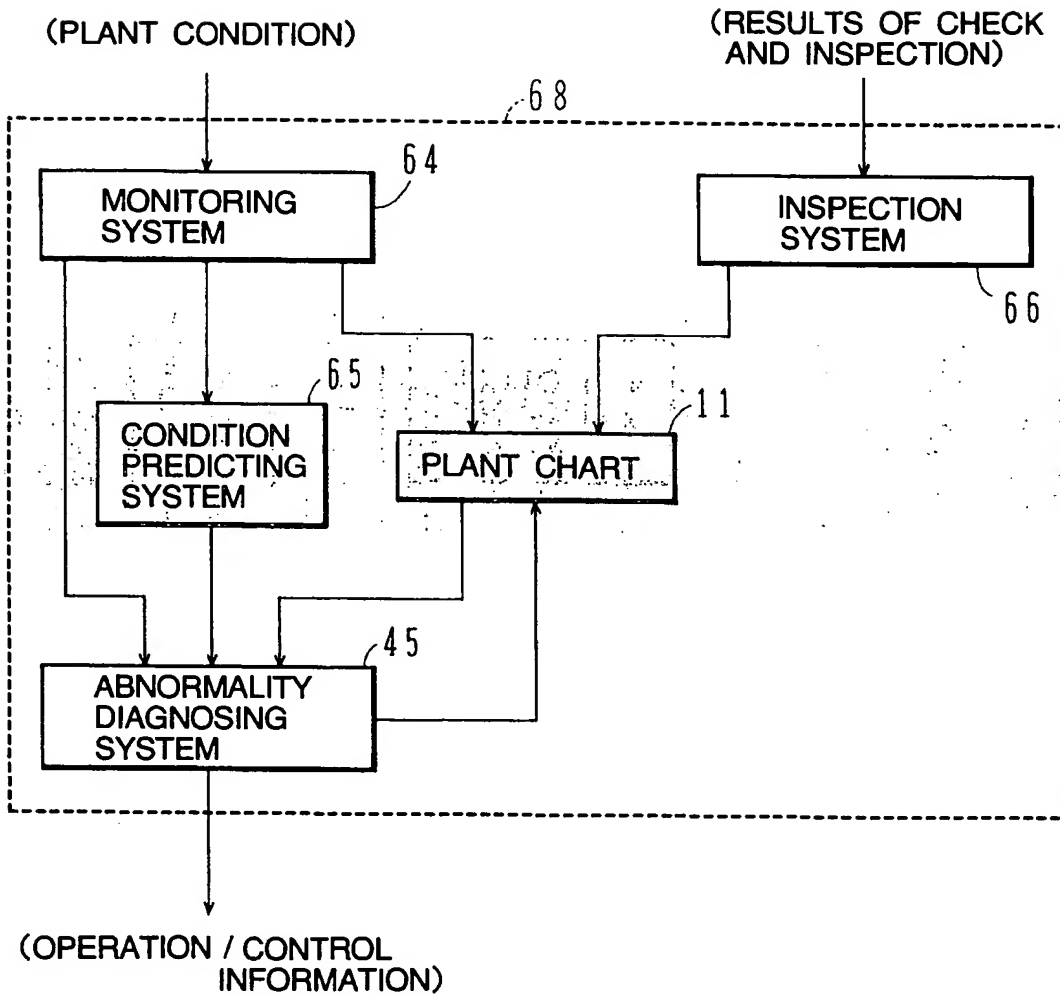 (PLANT CONDITION)
(RESULTS OF CHECK
AND INSPECTION)
68
64
MONITORING
SYSTEM
INSPECTION
SYSTEM
66
65
11
CONDITION
PREDICTING
SYSTEM
PLANT CHART
45
ABNORMALITY
DIAGNOSING
SYSTEM
(OPERATION / CONTROL
INFORMATION)